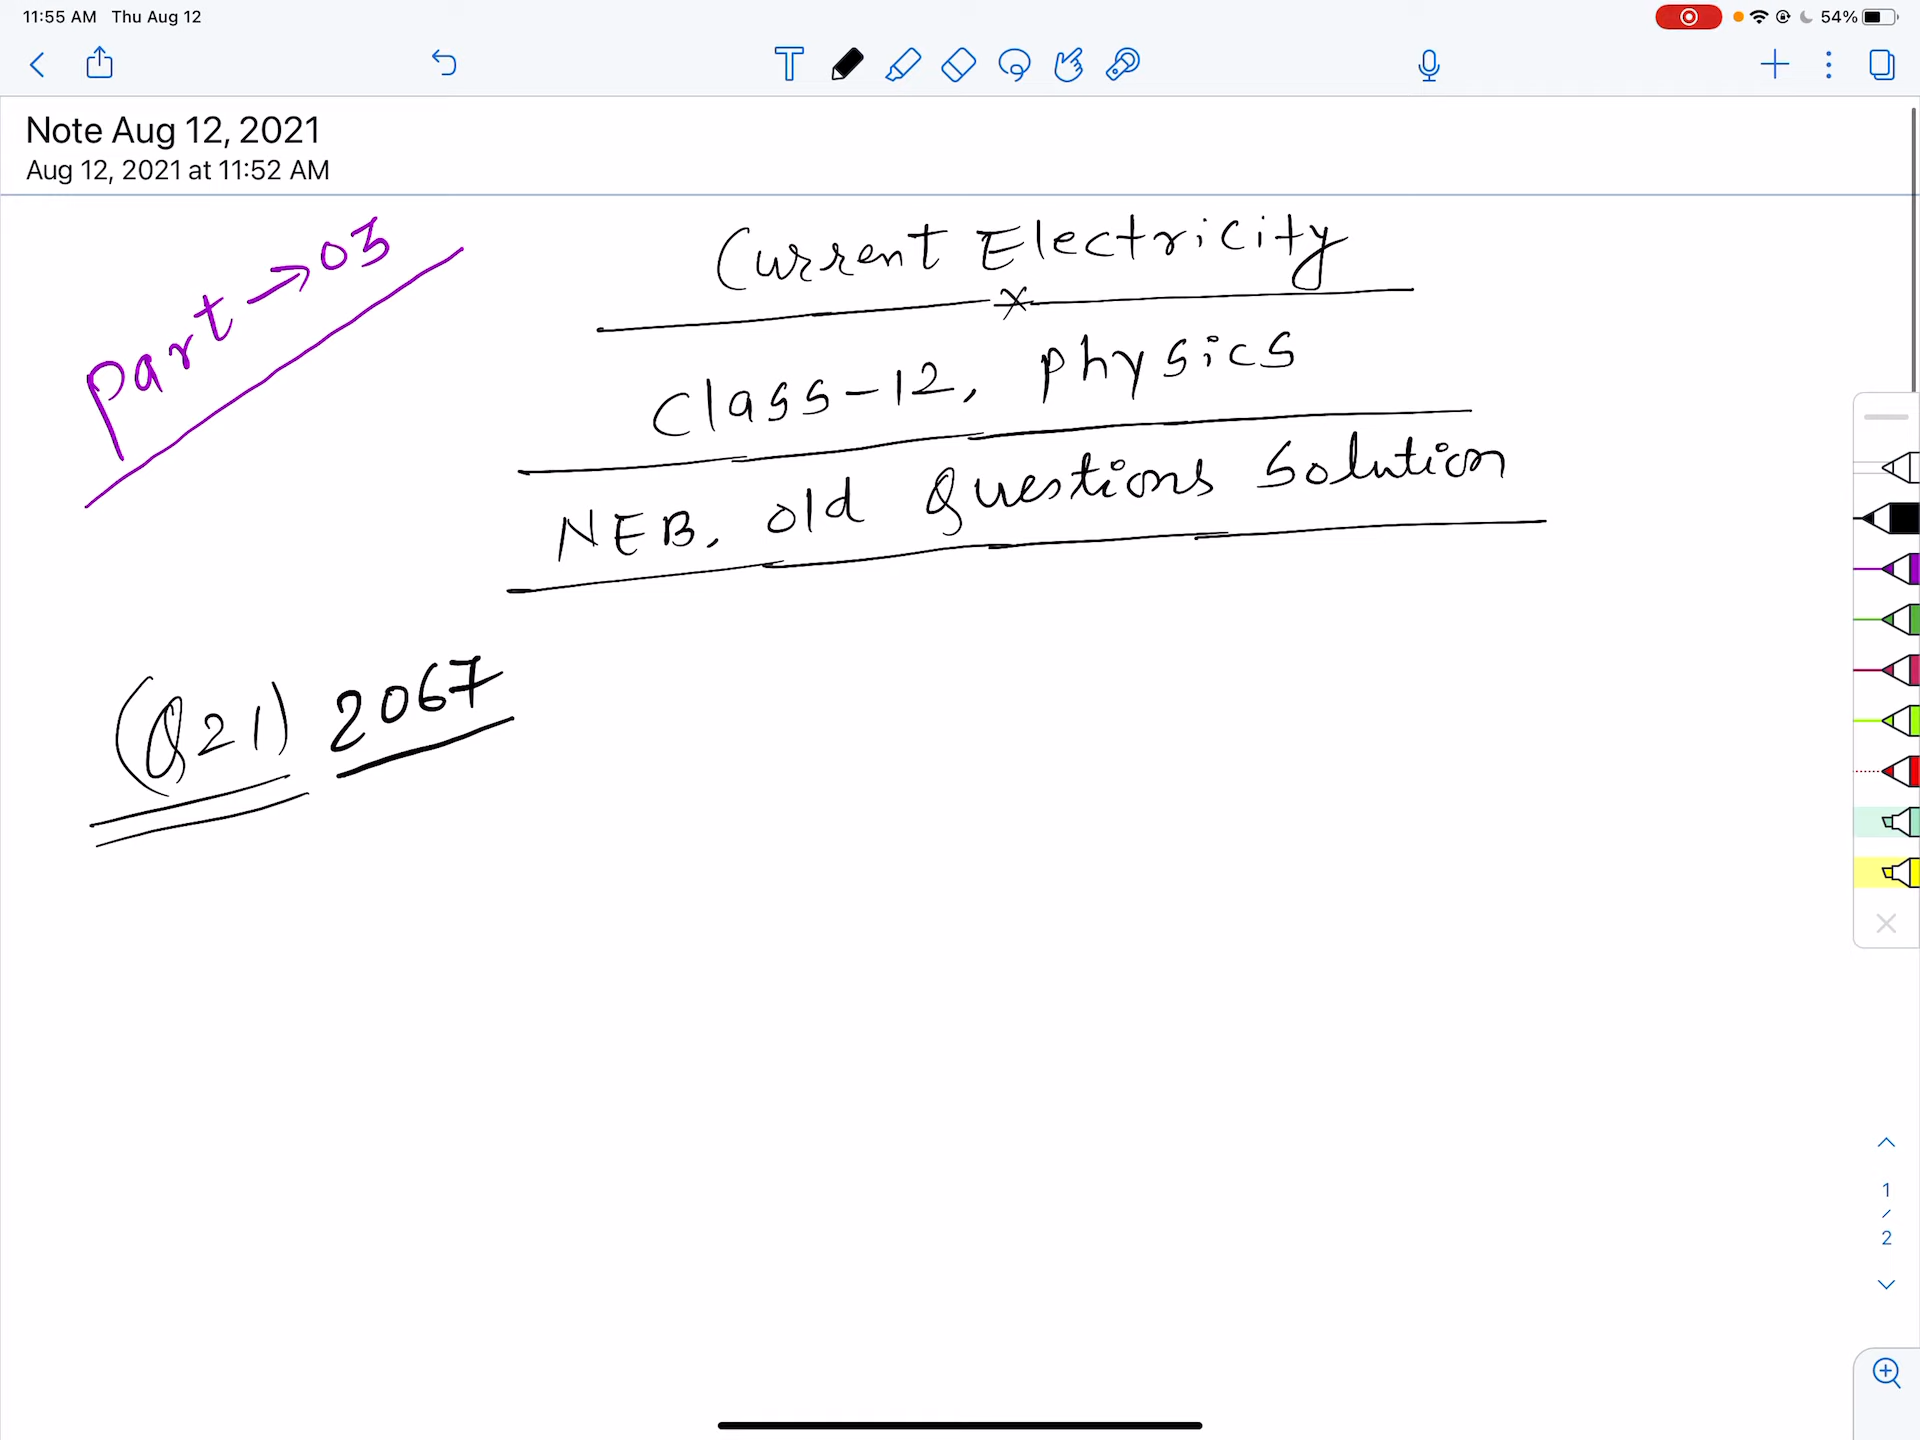 11:55 AM Thu Aug 12 54%
Note Aug 12, 2021
Aug 12, 2021 at 11:52 AM
Part → 03
Current Electricity
Class-12, Physics
NEB, old Questions Solution
(Q21) 2067
1
/
2